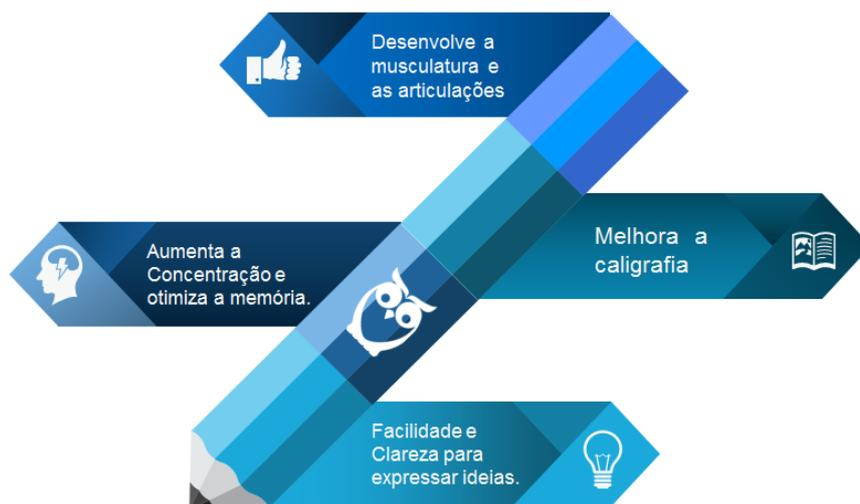 Desenvolve a
musculatura e
as articulações
Melhora a
caligrafia
Aumenta a
Concentração e
otimiza a memória.
Facilidade e
Clareza para
expressar ideias.